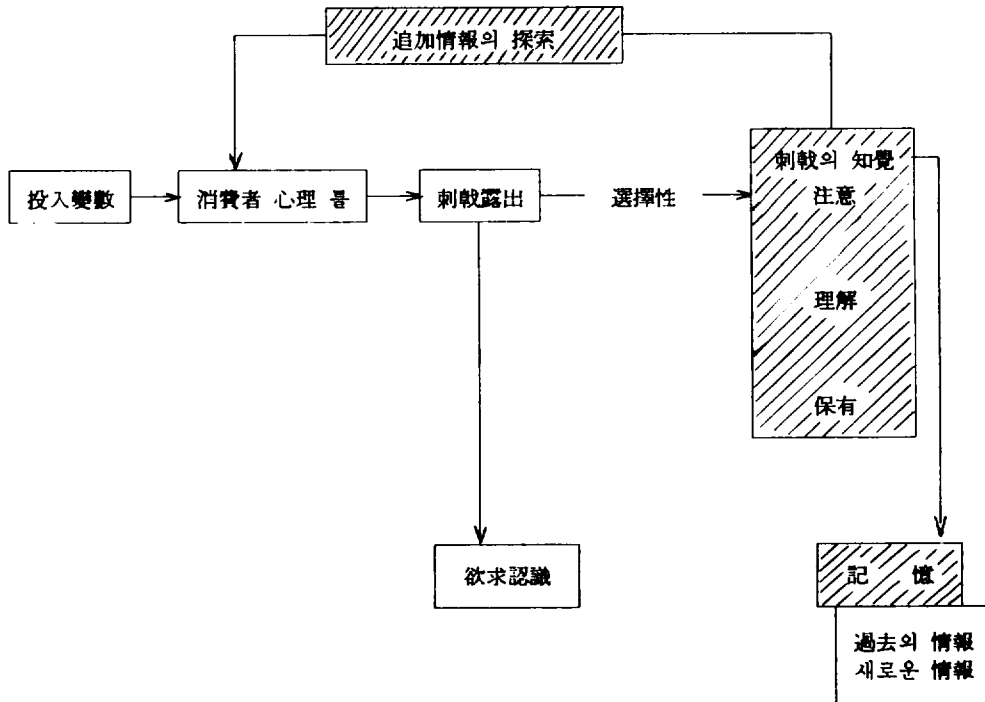 追加情報의 探索
投入變數
消費者 心理 틀
刺戟露出
選擇性
刺戟의 知覺
注意
理解
保有
欲求認識
記 憶
過去의 情報
새로운 情報